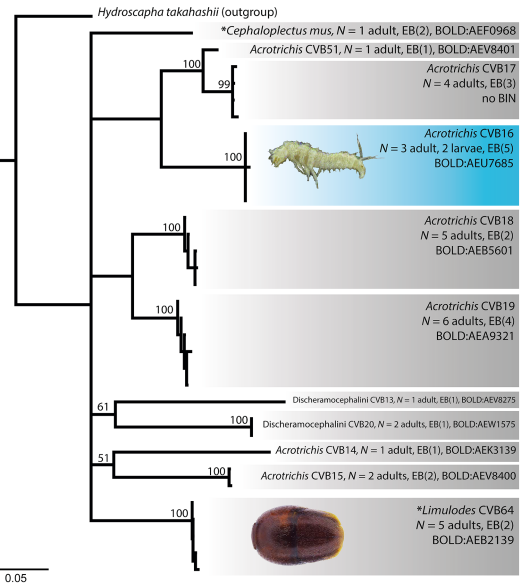 Hydroscapha takahashii (outgroup)
*Cephaloplectus mus, N = 1 adult, EB(2), BOLD:AEF0968
Acrotrichis CVB51, N = 1 adult, EB(1), BOLD:AEV8401
100
Acrotrichis CVB17
99
N = 4 adults, EB(3)
no BIN
Acrotrichis CVB16
N = 3 adult, 2 larvae, EB(5)
100
BOLD:AEU7685
Acrotrichis CVB18
100
N = 5 adults, EB(2)
BOLD:AEB5601
Acrotrichis CVB19
100
N = 6 adults, EB(4)
BOLD:AEA9321
Discheramocephalini CVB13, N = 1 adult, EB(1), BOLD:AEV8275
61
100
Discheramocephalini CVB20, N = 2 adults, EB(1), BOLD:AEW1575
Acrotrichis CVB14, N = 1 adult, EB(1), BOLD:AEK3139
51
100
Acrotrichis CVB15, N = 2 adults, EB(2), BOLD:AEV8400
*Limulodes CVB64
100
N = 5 adults, EB(2)
BOLD:AEB2139
0.05